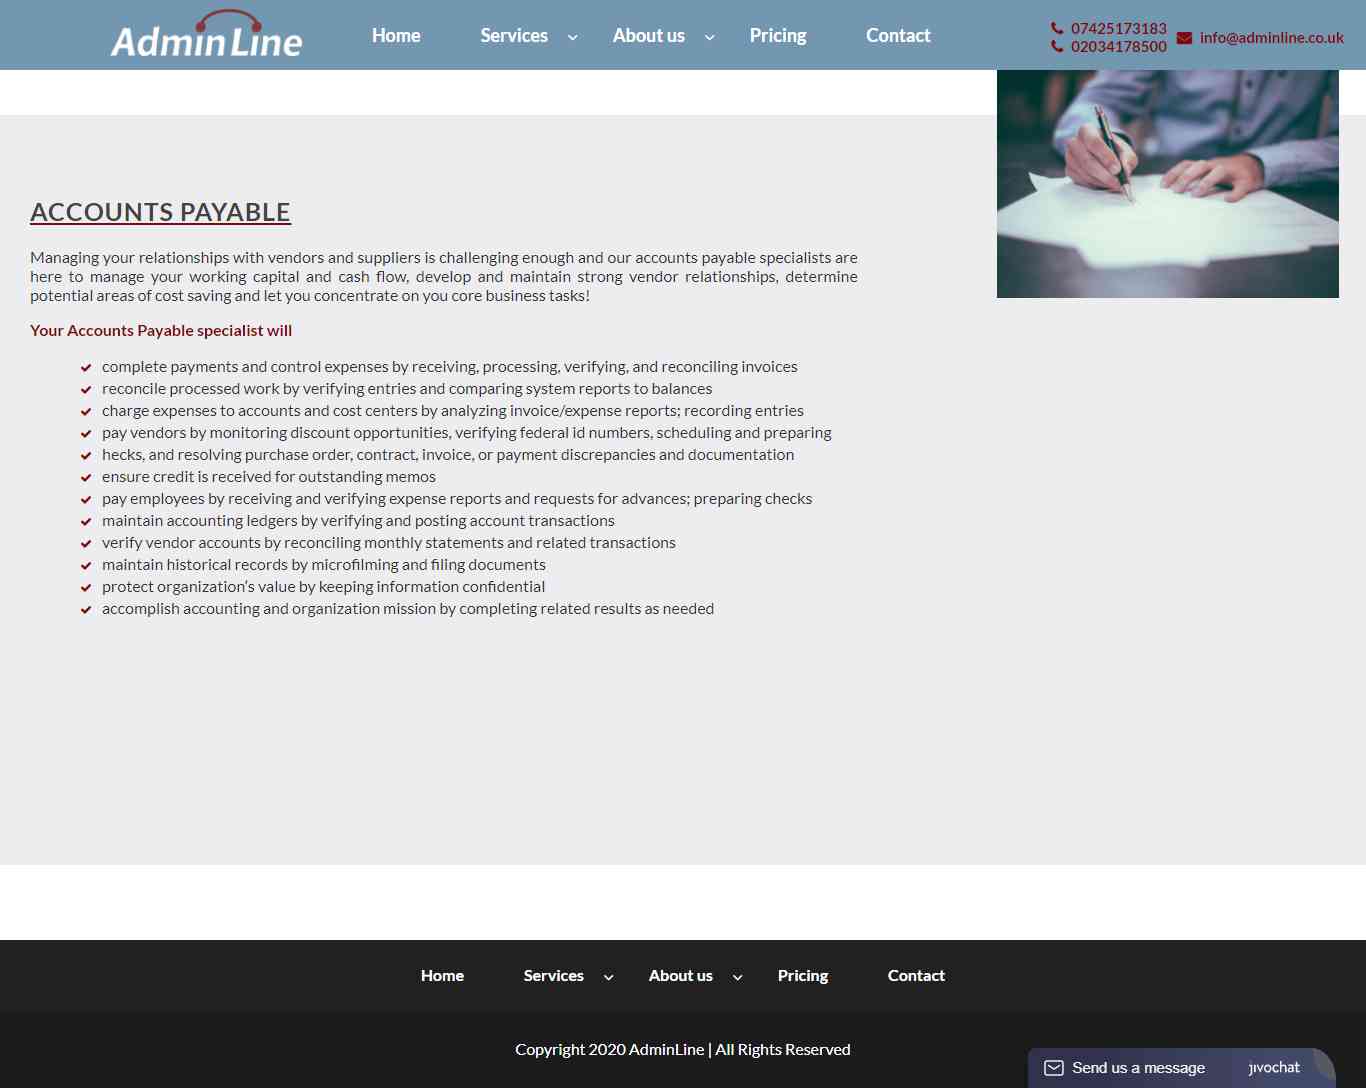 Admin Line
Home
Services
About us
Pricing
Contact
07425173183
02034178500
info@adminline.co.uk
ACCOUNTS PAYABLE
Managing your relationships with vendors and suppliers is challenging enough and our accounts payable specialists are
here to manage your working capital and cash flow, develop and maintain strong vendor relationships, determine
potential areas of cost saving and let you concentrate on you core business tasks!
Your Accounts Payable specialist will
complete payments and control expenses by receiving, processing, verifying, and reconciling invoices
reconcile processed work by verifying entries and comparing system reports to balances
charge expenses to accounts and cost centers by analyzing invoice/expense reports; recording entries
pay vendors by monitoring discount opportunities, verifying federal id numbers, scheduling and preparing
hecks, and resolving purchase order, contract, invoice, or payment discrepancies and documentation
ensure credit is received for outstanding memos
pay employees by receiving and verifying expense reports and requests for advances; preparing checks
maintain accounting ledgers by verifying and posting account transactions
verify vendor accounts by reconciling monthly statements and related transactions
maintain historical records by microfilming and filing documents
protect organization's value by keeping information confidential
accomplish accounting and organization mission by completing related results as needed
Home
Services
About us
Pricing
Contact
Copyright 2020 AdminLine | All Rights Reserved
Send us a message
jivochat